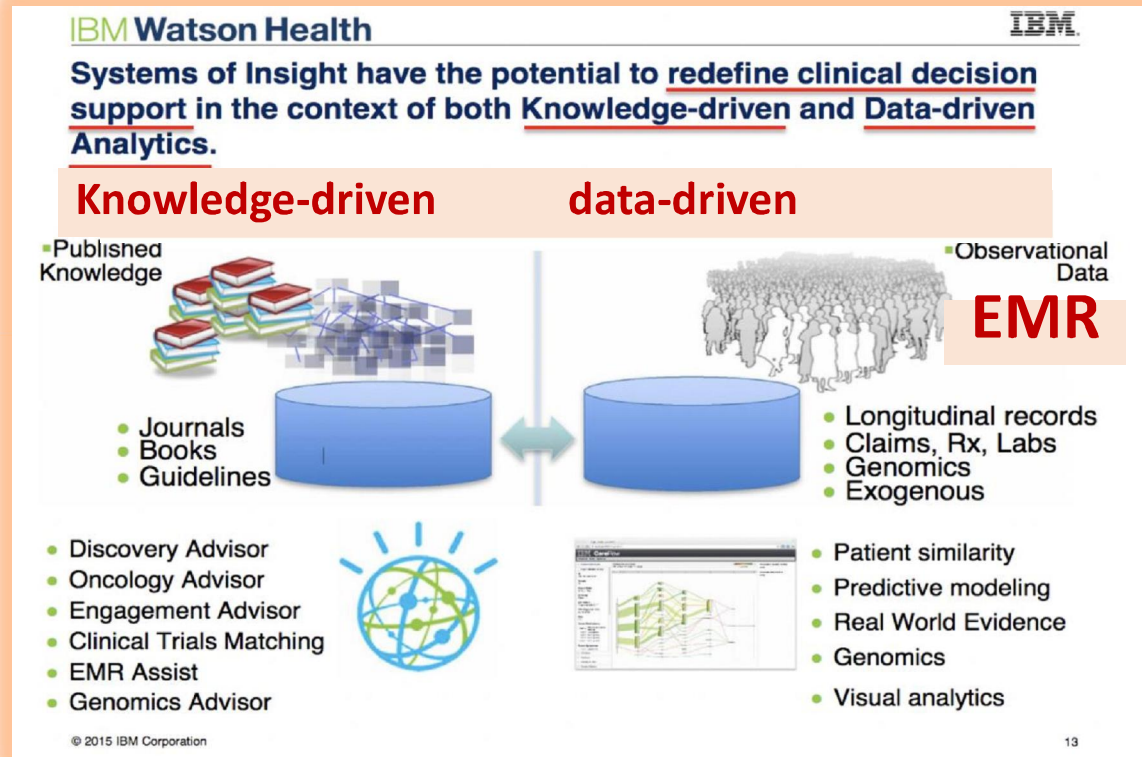 IBM Watson Health
IBM
Systems of Insight have the potential to redefine clinical decision
support in the context of both Knowledge-driven and Data-driven
Analytics.
Knowledge-driven
data-driven
Published
Knowledge
Observational
Data
EMR
Journals
Books
Guidelines
Longitudinal records
Claims, Rx, Labs
Genomics
Exogenous
Discovery Advisor
Oncology Advisor
Engagement Advisor
Clinical Trials Matching
EMR Assist
Genomics Advisor
Patient similarity
Predictive modeling
Real World Evidence
Genomics
Visual analytics
© 2015 IBM Corporation
13